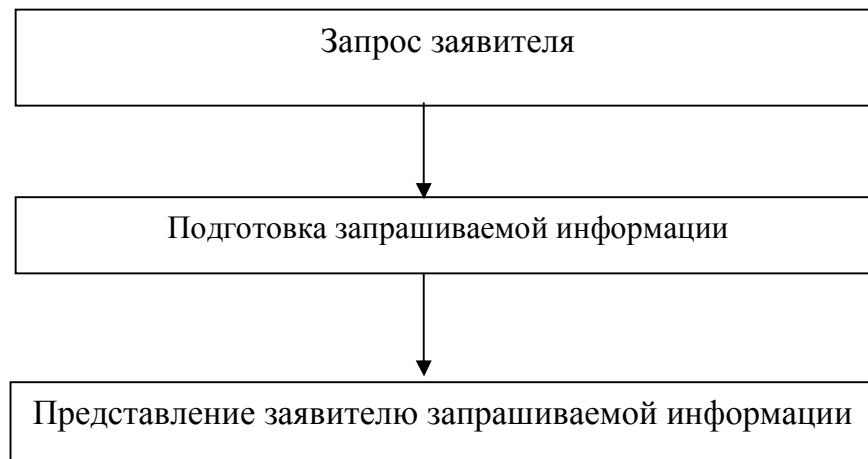 Запрос заявителя
Подготовка запрашиваемой информации
Представление заявителю запрашиваемой информации